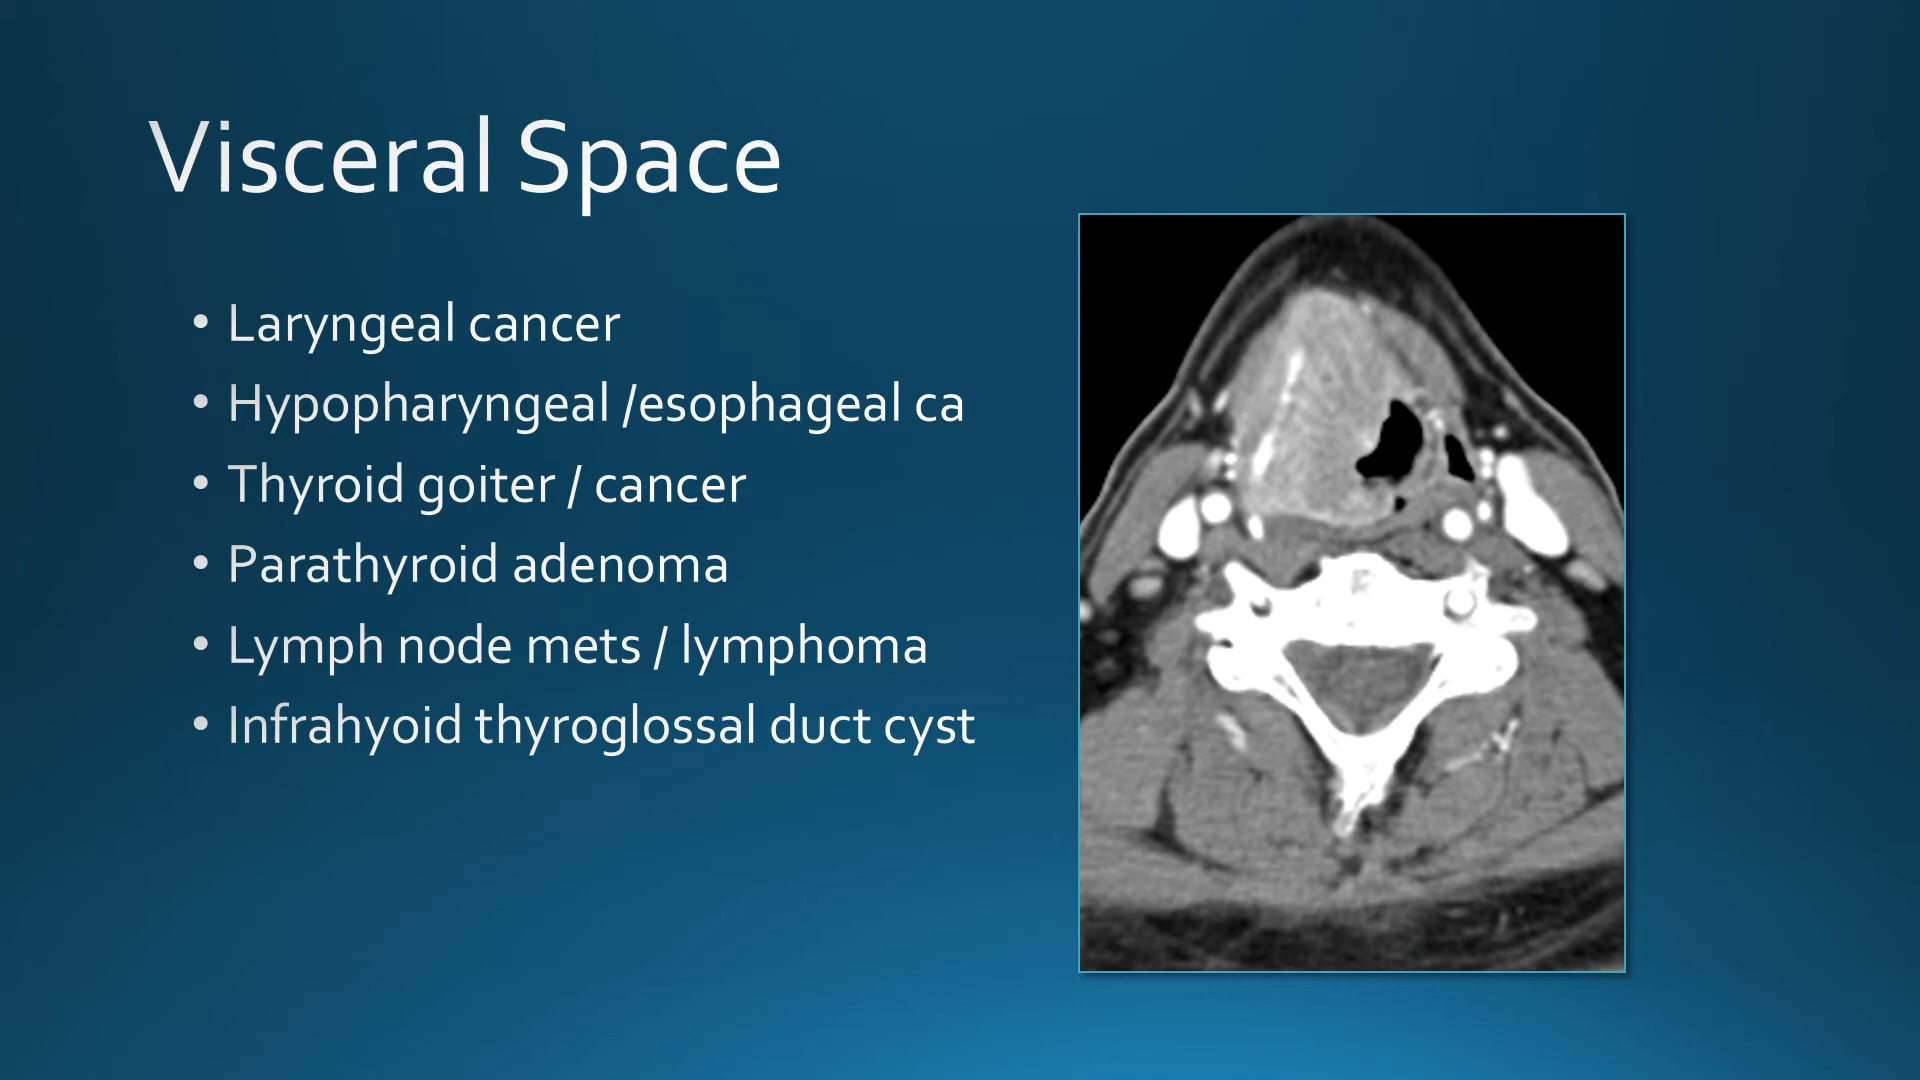 Visceral Space
• Laryngeal cancer
• Hypopharyngeal /esophageal ca
• Thyroid goiter / cancer
• Parathyroid adenoma
• Lymph node mets / lymphoma
• Infrahyoid thyroglossal duct cyst